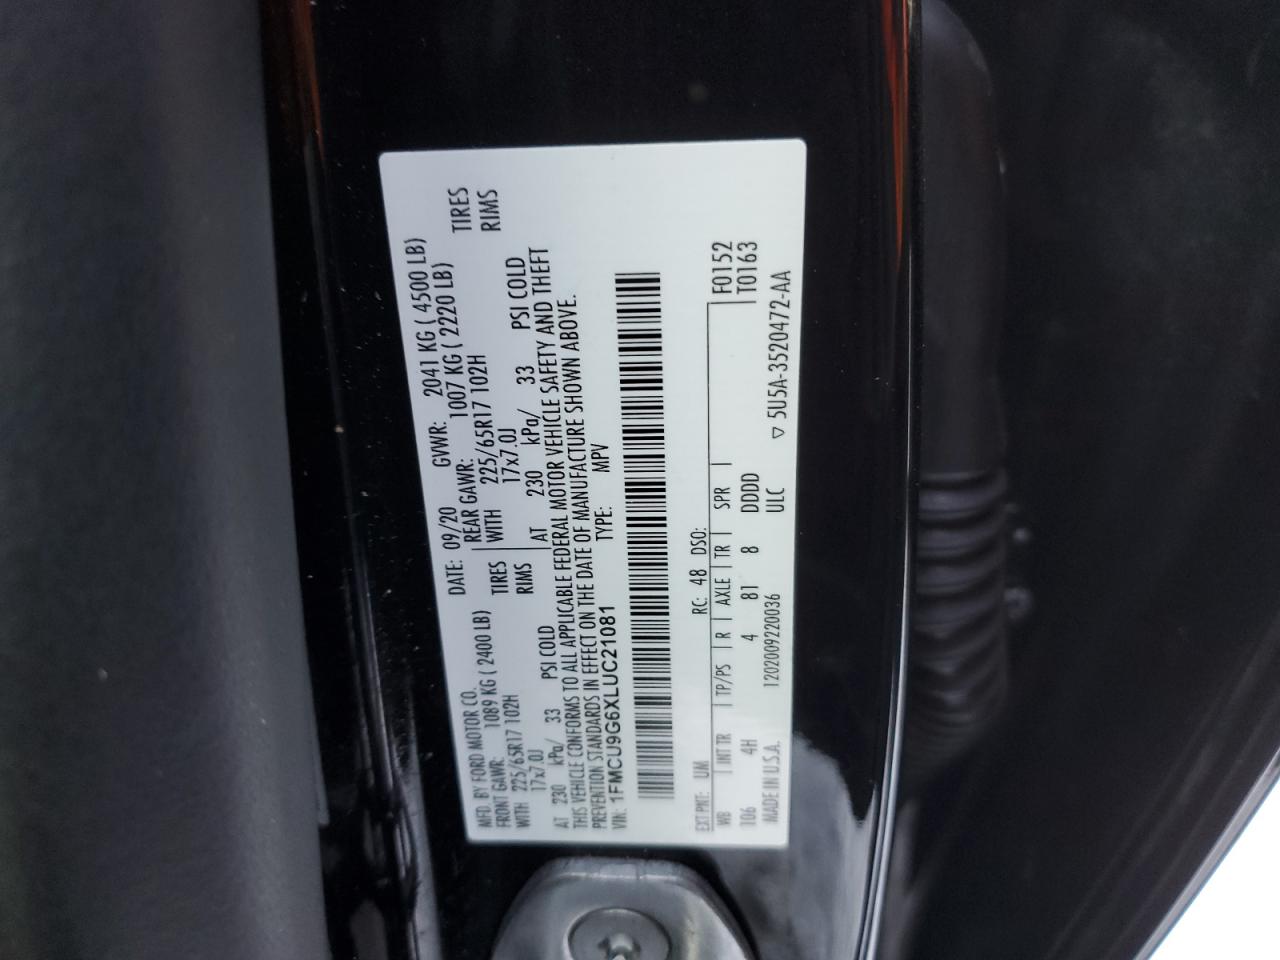 MFD. BY FORD MOTOR CO.
DATE: 09/20 GVWR: 2041 KG ( 4500 LB)
FRONT GAWR: 1089 KG ( 2400 LB) REAR GAWR: 1007 KG ( 2220 LB)
WITH 225/65R17 102H TIRES WITH 225/65R17 102H TIRES
17x7.0J RIMS 17x7.0J RIMS
AT 230 kPa/ 33 PSI COLD AT 230 kPa/ 33 PSI COLD
THIS VEHICLE CONFORMS TO ALL APPLICABLE FEDERAL MOTOR VEHICLE SAFETY AND THEFT
PREVENTION STANDARDS IN EFFECT ON THE DATE OF MANUFACTURE SHOWN ABOVE.
VIN: 1FMCU9G6XLUC21081 TYPE: MPV
EXT PNT: UM RC: 48 DSO:
WB INT TR TP/PS R AXLE TR SPR F0152
106 4H 4 81 8 DDDD T0163
MADE IN U.S.A. 1202009220036 ULC ▽ 5U5A-3520472-AA